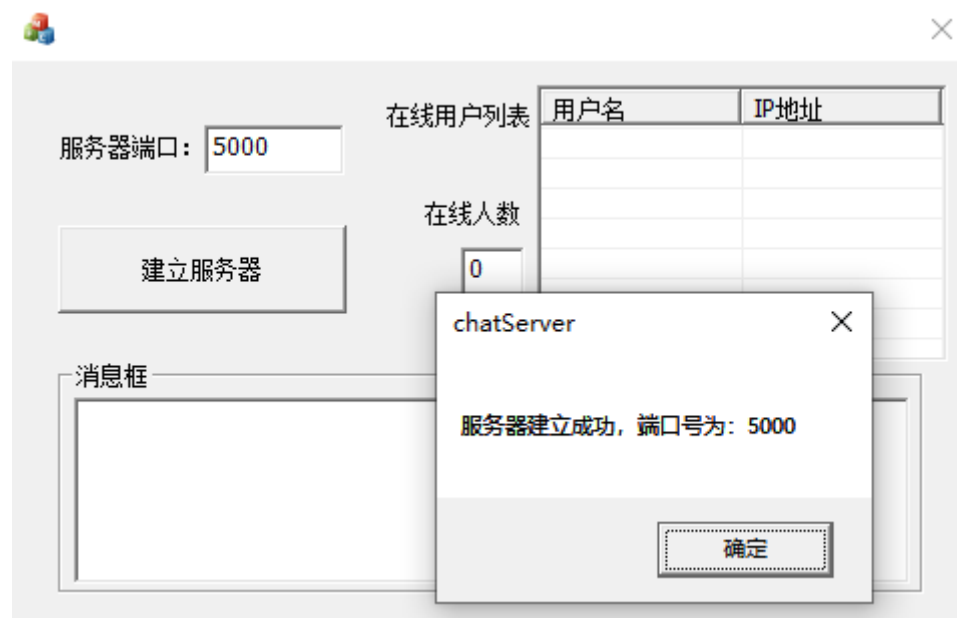 服务器端口：
5000
建立服务器
在线用户列表
用户名
IP地址
在线人数
0
消息框
chatServer
服务器建立成功，端口号为：5000
确定